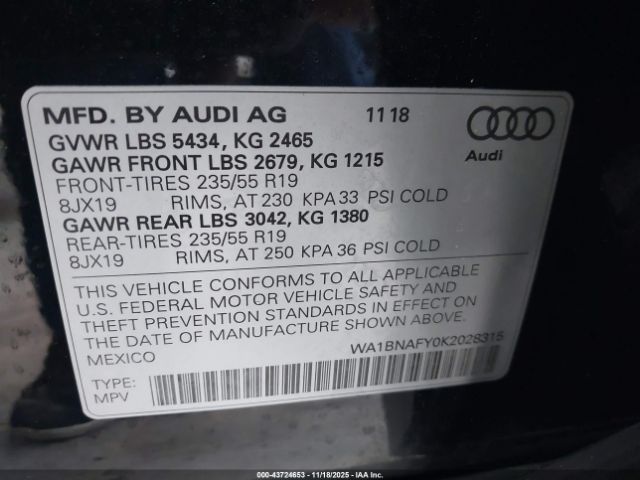 MFD. BY AUDI AG 11 18
GVWR LBS 5434, KG 2465
GAWR FRONT LBS 2679, KG 1215
FRONT-TIRES 235/55 R19
8JX19 RIMS, AT 230 KPA 33 PSI COLD
GAWR REAR LBS 3042, KG 1380
REAR-TIRES 235/55 R19
8JX19 RIMS, AT 250 KPA 36 PSI COLD
Audi
THIS VEHICLE CONFORMS TO ALL APPLICABLE
U.S. FEDERAL MOTOR VEHICLE SAFETY AND
THEFT PREVENTION STANDARDS IN EFFECT ON
THE DATE OF MANUFACTURE SHOWN ABOVE.
MEXICO
WA1BNAFY0K2028315
TYPE:
MPV
00-43724653 - 11/18/2025 - IAA Inc.